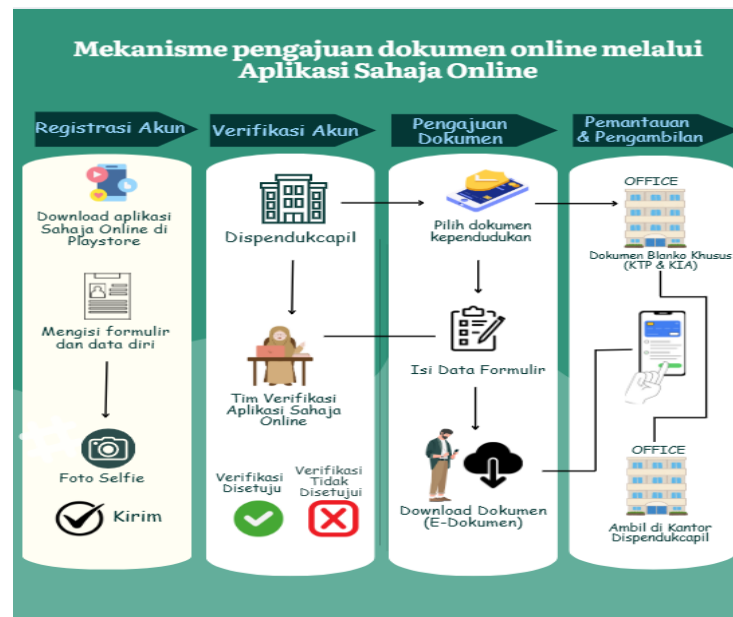 Mekanisme pengajuan dokumen online melalui
Aplikasi Sahaja Online
Registrasi Akun
Download aplikasi
Sahaja Online di
Playstore
Mengisi formulir
dan data diri
Foto Selfie
Kirim
Verifikasi Akun
Dispendukcapil
Tim Verifikasi
Aplikasi Sahaja
Online
Verifikasi
Disetuju
Verifikasi
Tidak
Disetujui
Pengajuan
Dokumen
Pilih dokumen
kependudukan
Isi Data Formulir
Download Dokumen
(E-Dokumen)
Pemantauan
& Pengambilan
OFFICE
Dokumen Blanko Khusus
(KTP & KIA)
OFFICE
Ambil di Kantor
Dispendukcapil